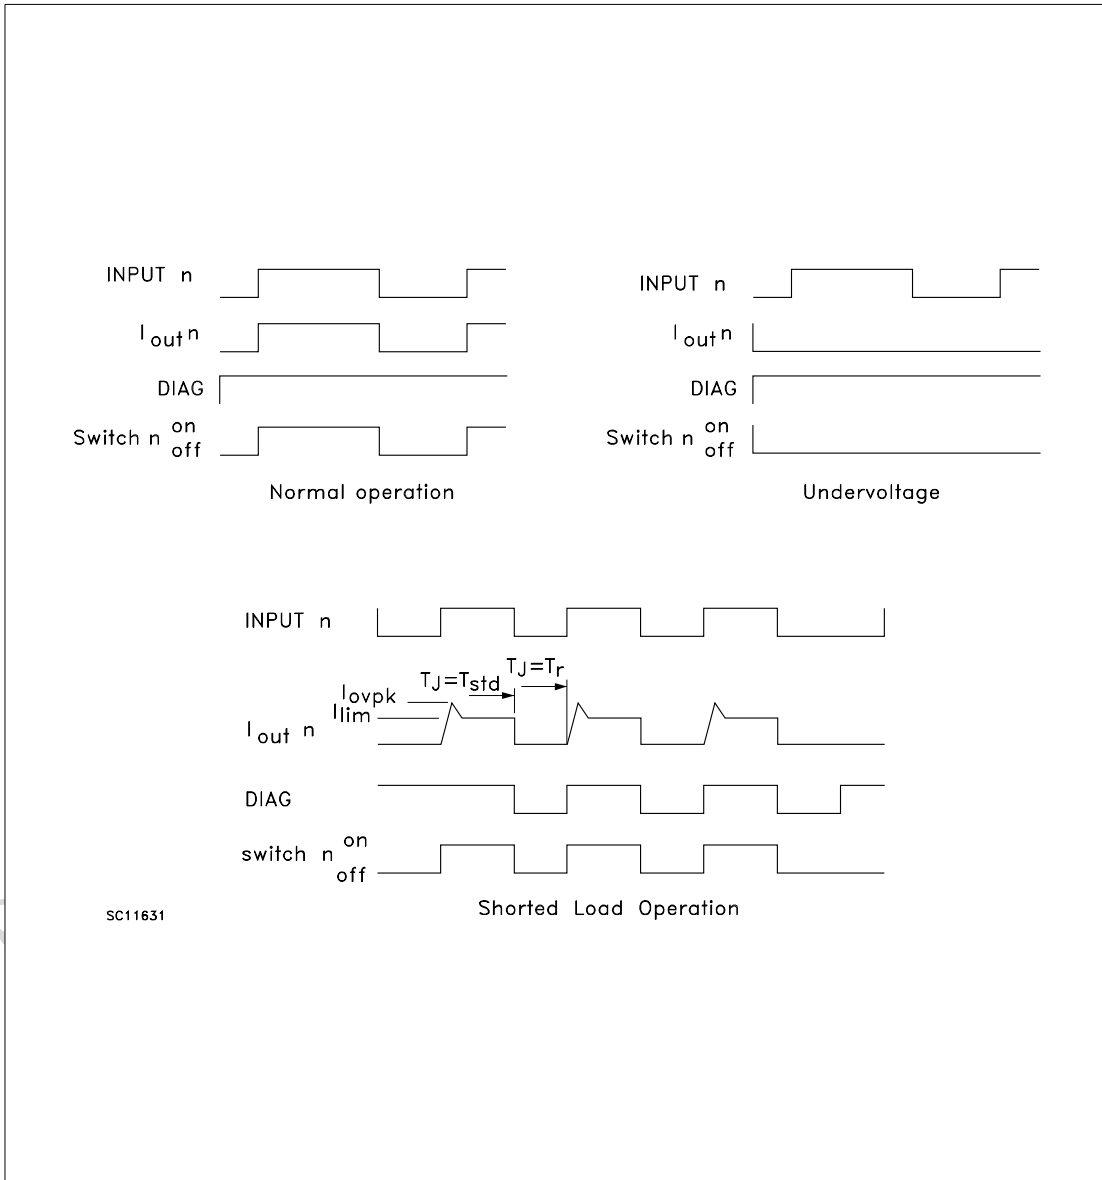 INPUT n
I out n
DIAG
Switch n on off
Normal operation
INPUT n
I out n
DIAG
Switch n on off
Undervoltage
INPUT n
TJ=Tstd
TJ=Tr
Iovpk
Ilim
I out n
DIAG
switch n on off
Shorted Load Operation
SC11631